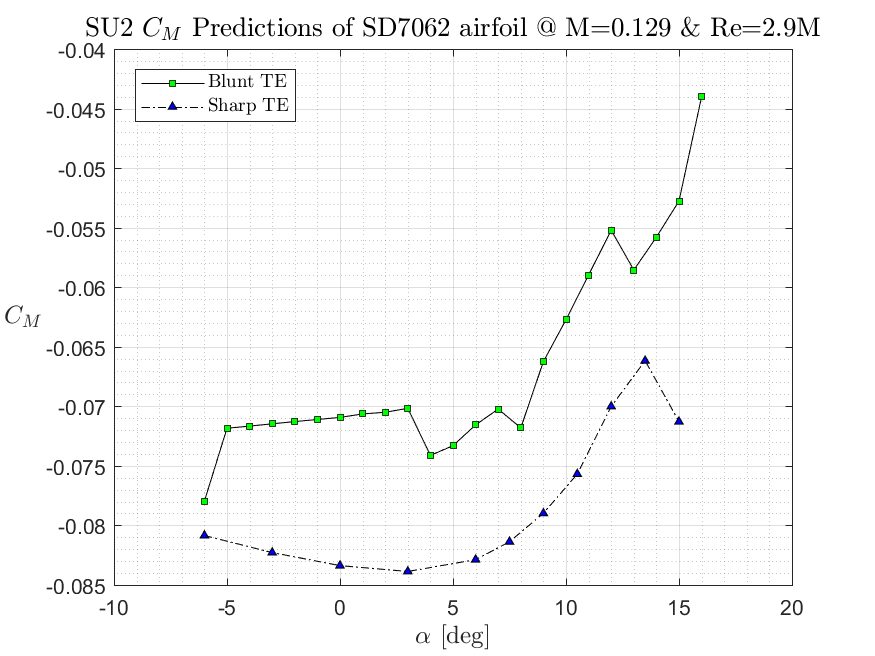 SU2 C_M Predictions of SD7062 airfoil @ M=0.129 & Re=2.9M
Blunt TE
Sharp TE
-0.04
-0.045
-0.05
-0.055
-0.06
-0.065
-0.07
-0.075
-0.08
-0.085
C_M
-10 -5 0 5 10 15 20
α [deg]